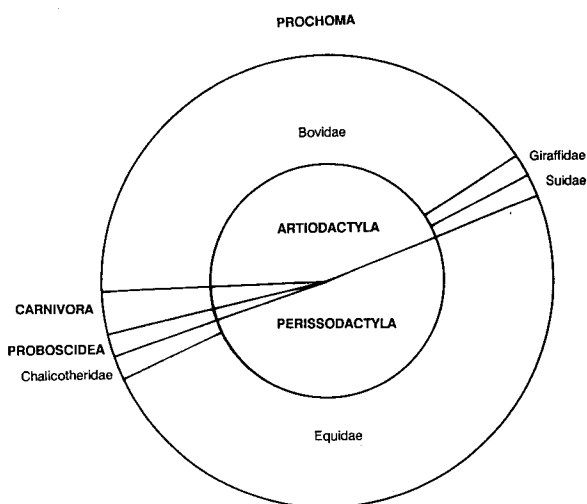 PROCHOMA
Bovidae
Giraffidae
Suidae
ARTIODACTYLA
CARNIVORA
PERISSODACTYLA
PROBOSCIDEA
Chalicotheridae
Equidae